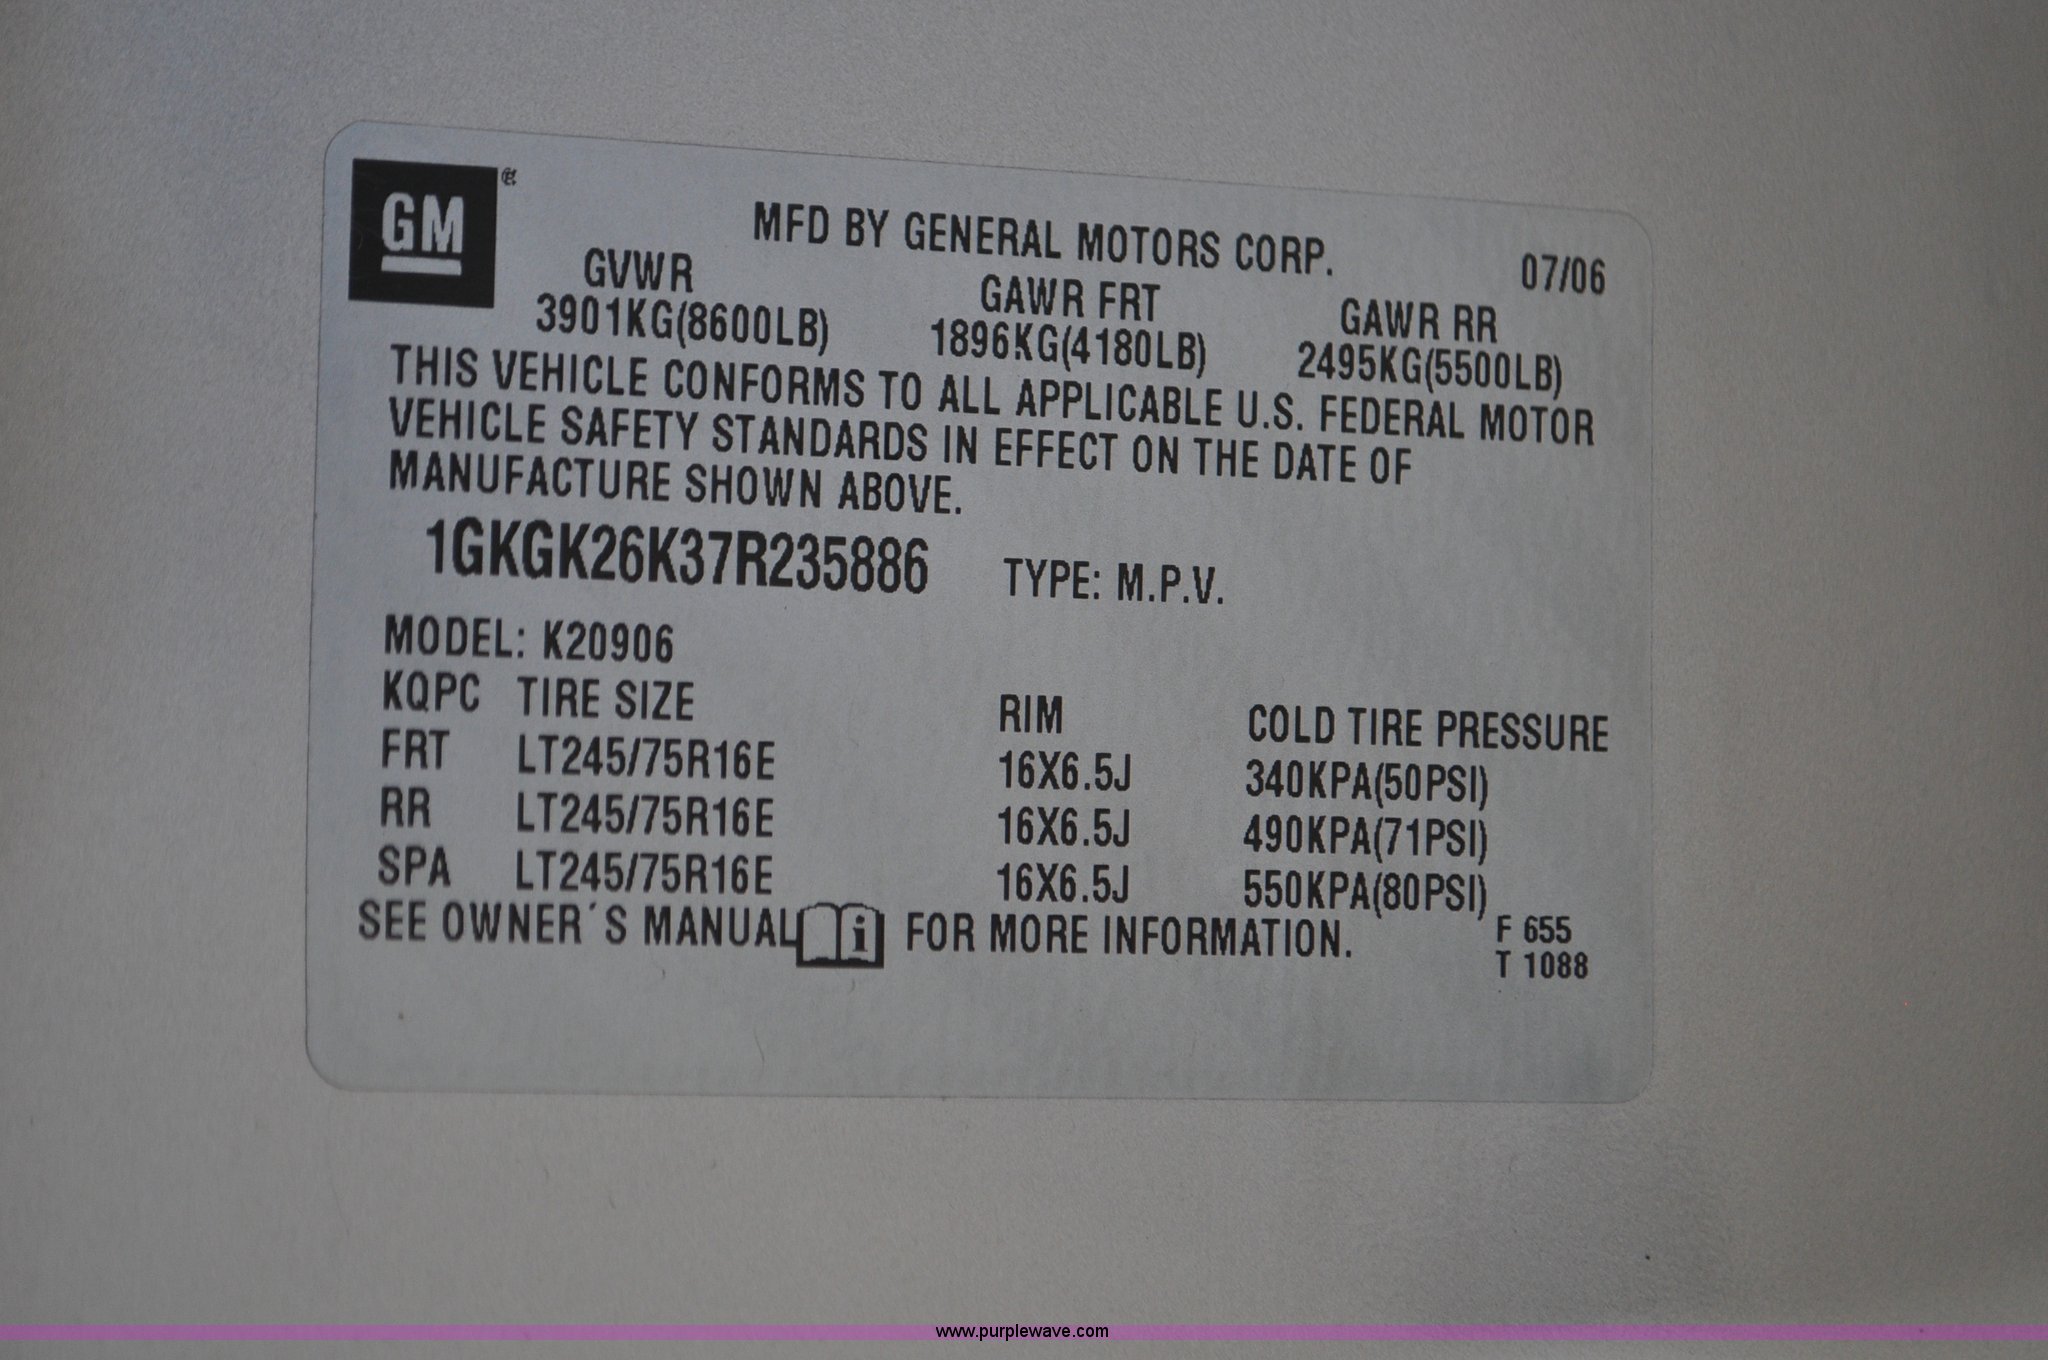 GM
MFD BY GENERAL MOTORS CORP. 07/06
GVWR GAWR FRT GAWR RR
3901KG(8600LB) 1896KG(4180LB) 2495KG(5500LB)
THIS VEHICLE CONFORMS TO ALL APPLICABLE U.S. FEDERAL MOTOR
VEHICLE SAFETY STANDARDS IN EFFECT ON THE DATE OF
MANUFACTURE SHOWN ABOVE.
1GKGK26K37R235886 TYPE: M.P.V.
MODEL: K20906
KQPC TIRE SIZE RIM COLD TIRE PRESSURE
FRT LT245/75R16E 16X6.5J 340KPA(50PSI)
RR LT245/75R16E 16X6.5J 490KPA(71PSI)
SPA LT245/75R16E 16X6.5J 550KPA(80PSI)
SEE OWNER´S MANUAL i FOR MORE INFORMATION.
F 655
T 1088
www.purplewave.com